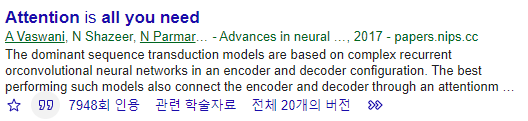 Attention is all you need
A Vaswani, N Shazeer, N Parmar… - Advances in neural …, 2017 - papers.nips.cc
The dominant sequence transduction models are based on complex recurrent
orconvolutional neural networks in an encoder and decoder configuration. The best
performing such models also connect the encoder and decoder through an attentionm …
7948회 인용 관련 학술자료 전체 20개의 버전